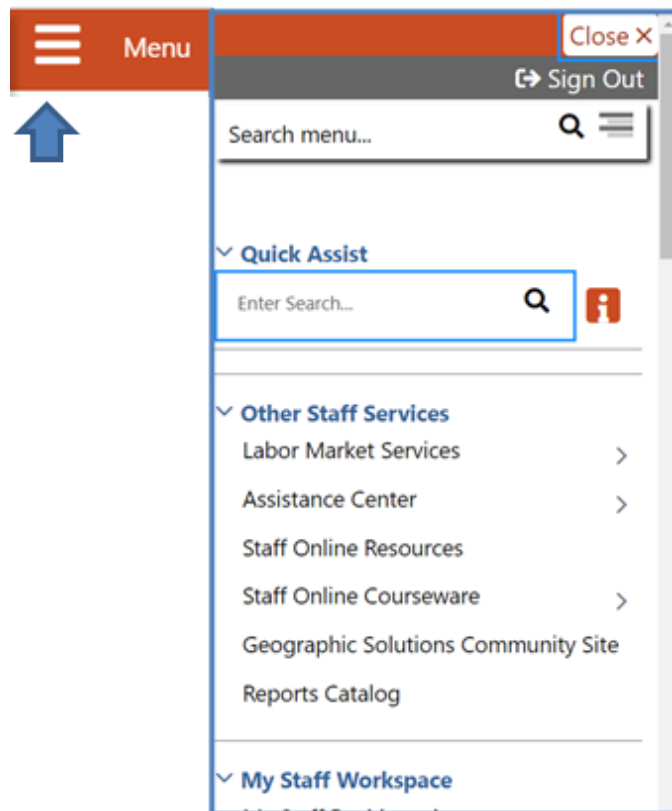 Menu
Close ×
Sign Out
Search menu...
Quick Assist
Enter Search...
Other Staff Services
Labor Market Services
Assistance Center
Staff Online Resources
Staff Online Courseware
Geographic Solutions Community Site
Reports Catalog
My Staff Workspace